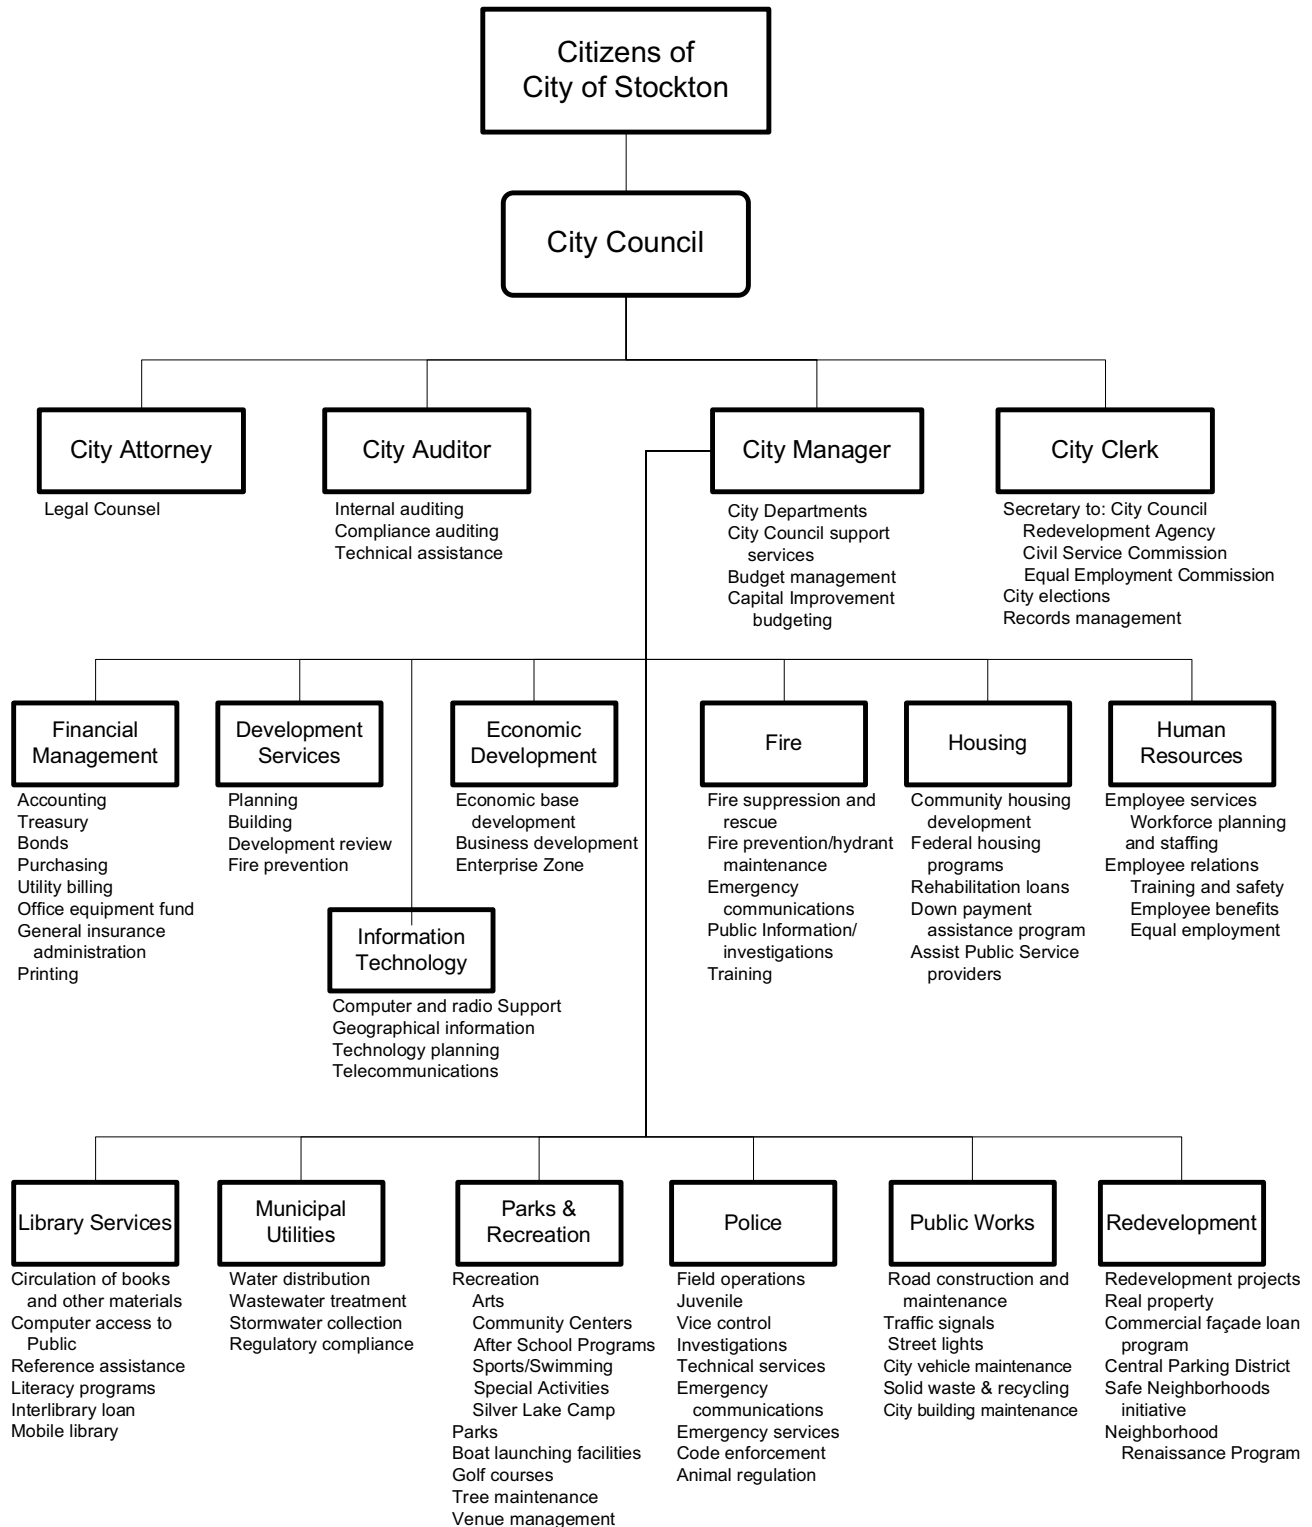 Citizens of
City of Stockton
City Council
City Attorney
Legal Counsel
City Auditor
Internal auditing
Compliance auditing
Technical assistance
City Manager
City Departments
City Council support
services
Budget management
Capital Improvement
budgeting
City Clerk
Secretary to: City Council
Redevelopment Agency
Civil Service Commission
Equal Employment Commission
City elections
Records management
Financial
Management
Accounting
Treasury
Bonds
Purchasing
Utility billing
Office equipment fund
General insurance
administration
Printing
Development
Services
Planning
Building
Development review
Fire prevention
Information
Technology
Computer and radio Support
Geographical information
Technology planning
Telecommunications
Economic
Development
Economic base
development
Business development
Enterprise Zone
Fire
Fire suppression and
rescue
Fire prevention/hydrant
maintenance
Emergency
communications
Public Information/
investigations
Training
Housing
Community housing
development
Federal housing
programs
Rehabilitation loans
Down payment
assistance program
Assist Public Service
providers
Human
Resources
Employee services
Workforce planning
and staffing
Employee relations
Training and safety
Employee benefits
Equal employment
Library Services
Circulation of books
and other materials
Computer access to
Public
Reference assistance
Literacy programs
Interlibrary loan
Mobile library
Municipal
Utilities
Water distribution
Wastewater treatment
Stormwater collection
Regulatory compliance
Parks &
Recreation
Recreation
Arts
Community Centers
After School Programs
Sports/Swimming
Special Activities
Silver Lake Camp
Parks
Boat launching facilities
Golf courses
Tree maintenance
Venue management
Police
Field operations
Juvenile
Vice control
Investigations
Technical services
Emergency
communications
Emergency services
Code enforcement
Animal regulation
Public Works
Road construction and
maintenance
Traffic signals
Street lights
City vehicle maintenance
Solid waste & recycling
City building maintenance
Redevelopment
Redevelopment projects
Real property
Commercial façade loan
program
Central Parking District
Safe Neighborhoods
initiative
Neighborhood
Renaissance Program